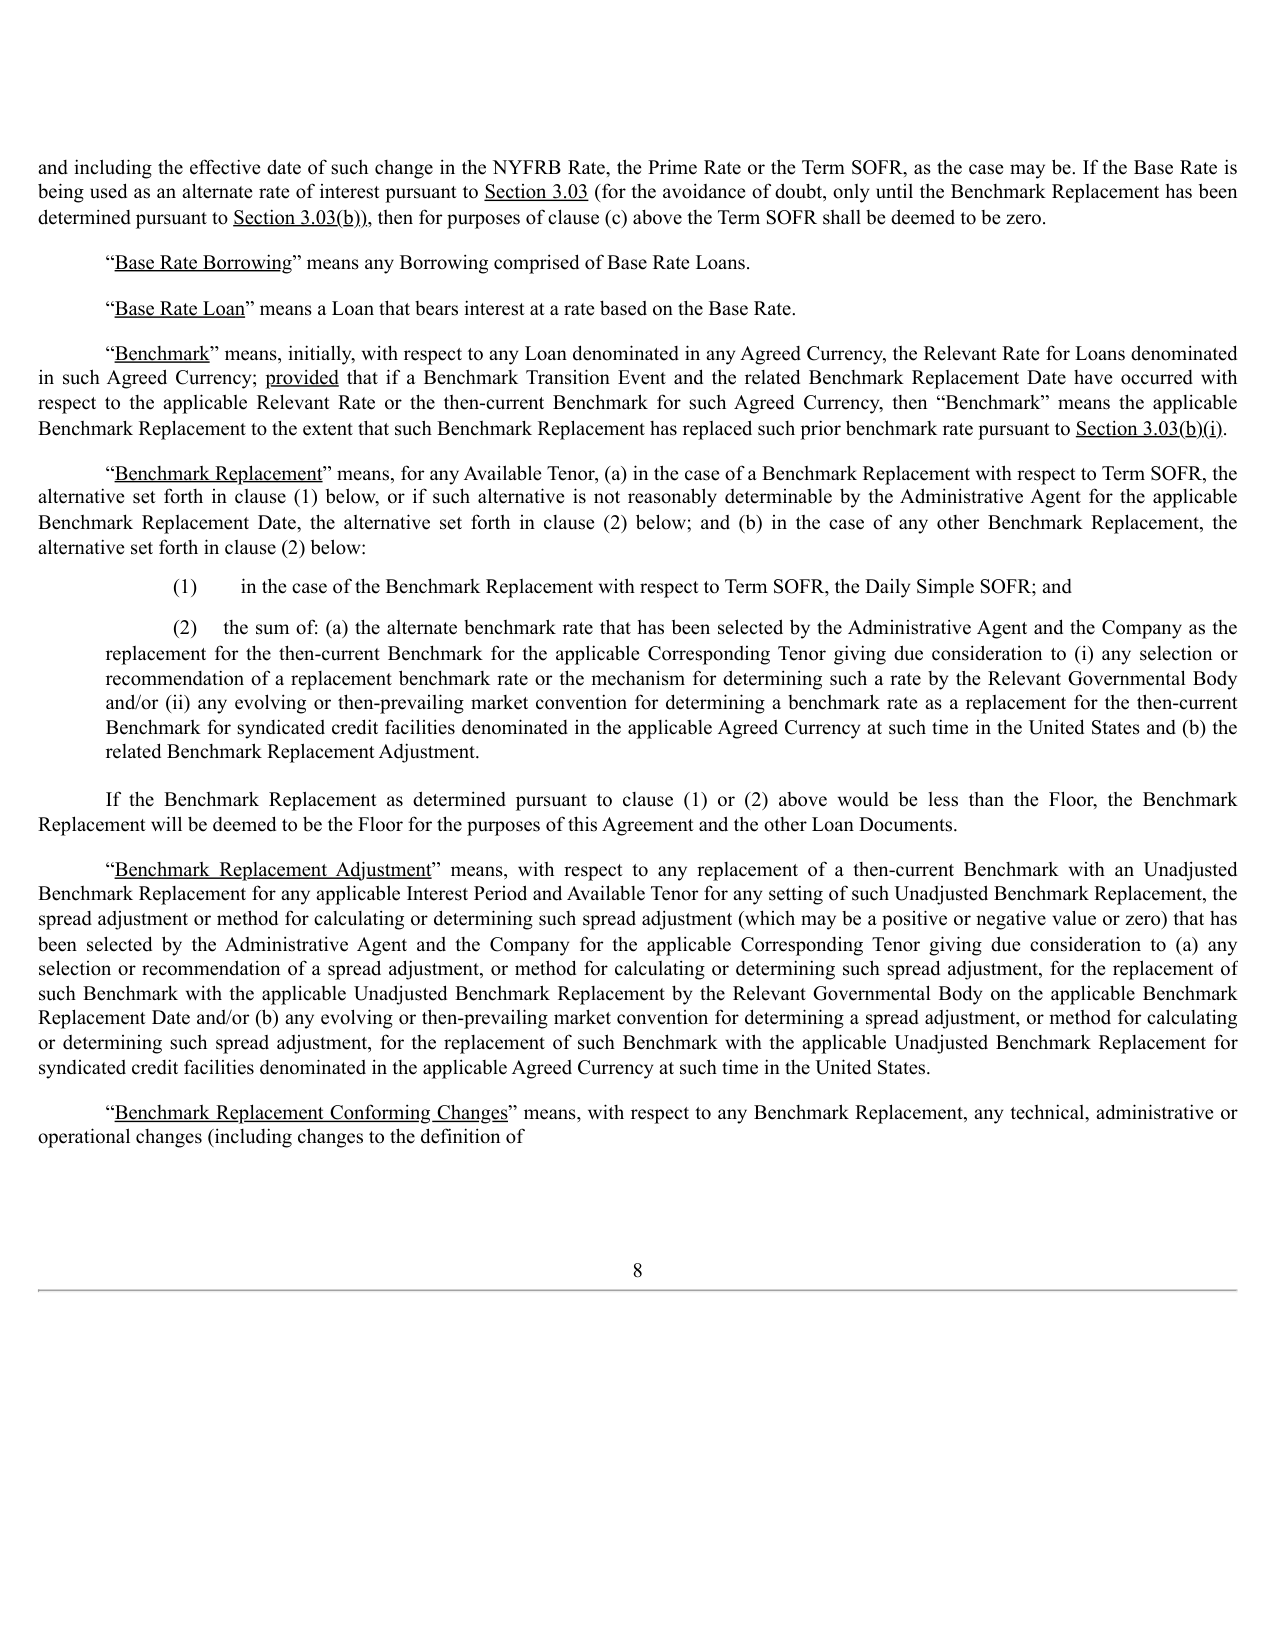 and including the effective date of such change in the NYFRB Rate, the Prime Rate or the Term SOFR, as the case may be. If the Base Rate is
being used as an alternate rate of interest pursuant to Section 3.03 (for the avoidance of doubt, only until the Benchmark Replacement has been
determined pursuant to Section 3.03(b)), then for purposes of clause (c) above the Term SOFR shall be deemed to be zero.
“Base Rate Borrowing” means any Borrowing comprised of Base Rate Loans.
“Base Rate Loan” means a Loan that bears interest at a rate based on the Base Rate.
“Benchmark” means, initially, with respect to any Loan denominated in any Agreed Currency, the Relevant Rate for Loans denominated
in such Agreed Currency; provided that if a Benchmark Transition Event and the related Benchmark Replacement Date have occurred with
respect to the applicable Relevant Rate or the then-current Benchmark for such Agreed Currency, then “Benchmark” means the applicable
Benchmark Replacement to the extent that such Benchmark Replacement has replaced such prior benchmark rate pursuant to Section 3.03(b)(i).
“Benchmark Replacement” means, for any Available Tenor, (a) in the case of a Benchmark Replacement with respect to Term SOFR, the
alternative set forth in clause (1) below, or if such alternative is not reasonably determinable by the Administrative Agent for the applicable
Benchmark Replacement Date, the alternative set forth in clause (2) below; and (b) in the case of any other Benchmark Replacement, the
alternative set forth in clause (2) below:
(1) in the case of the Benchmark Replacement with respect to Term SOFR, the Daily Simple SOFR; and
(2) the sum of: (a) the alternate benchmark rate that has been selected by the Administrative Agent and the Company as the
replacement for the then-current Benchmark for the applicable Corresponding Tenor giving due consideration to (i) any selection or
recommendation of a replacement benchmark rate or the mechanism for determining such a rate by the Relevant Governmental Body
and/or (ii) any evolving or then-prevailing market convention for determining a benchmark rate as a replacement for the then-current
Benchmark for syndicated credit facilities denominated in the applicable Agreed Currency at such time in the United States and (b) the
related Benchmark Replacement Adjustment.
If the Benchmark Replacement as determined pursuant to clause (1) or (2) above would be less than the Floor, the Benchmark
Replacement will be deemed to be the Floor for the purposes of this Agreement and the other Loan Documents.
“Benchmark Replacement Adjustment” means, with respect to any replacement of a then-current Benchmark with an Unadjusted
Benchmark Replacement for any applicable Interest Period and Available Tenor for any setting of such Unadjusted Benchmark Replacement, the
spread adjustment or method for calculating or determining such spread adjustment (which may be a positive or negative value or zero) that has
been selected by the Administrative Agent and the Company for the applicable Corresponding Tenor giving due consideration to (a) any
selection or recommendation of a spread adjustment, or method for calculating or determining such spread adjustment, for the replacement of
such Benchmark with the applicable Unadjusted Benchmark Replacement by the Relevant Governmental Body on the applicable Benchmark
Replacement Date and/or (b) any evolving or then-prevailing market convention for determining a spread adjustment, or method for calculating
or determining such spread adjustment, for the replacement of such Benchmark with the applicable Unadjusted Benchmark Replacement for
syndicated credit facilities denominated in the applicable Agreed Currency at such time in the United States.
“Benchmark Replacement Conforming Changes” means, with respect to any Benchmark Replacement, any technical, administrative or
operational changes (including changes to the definition of
8